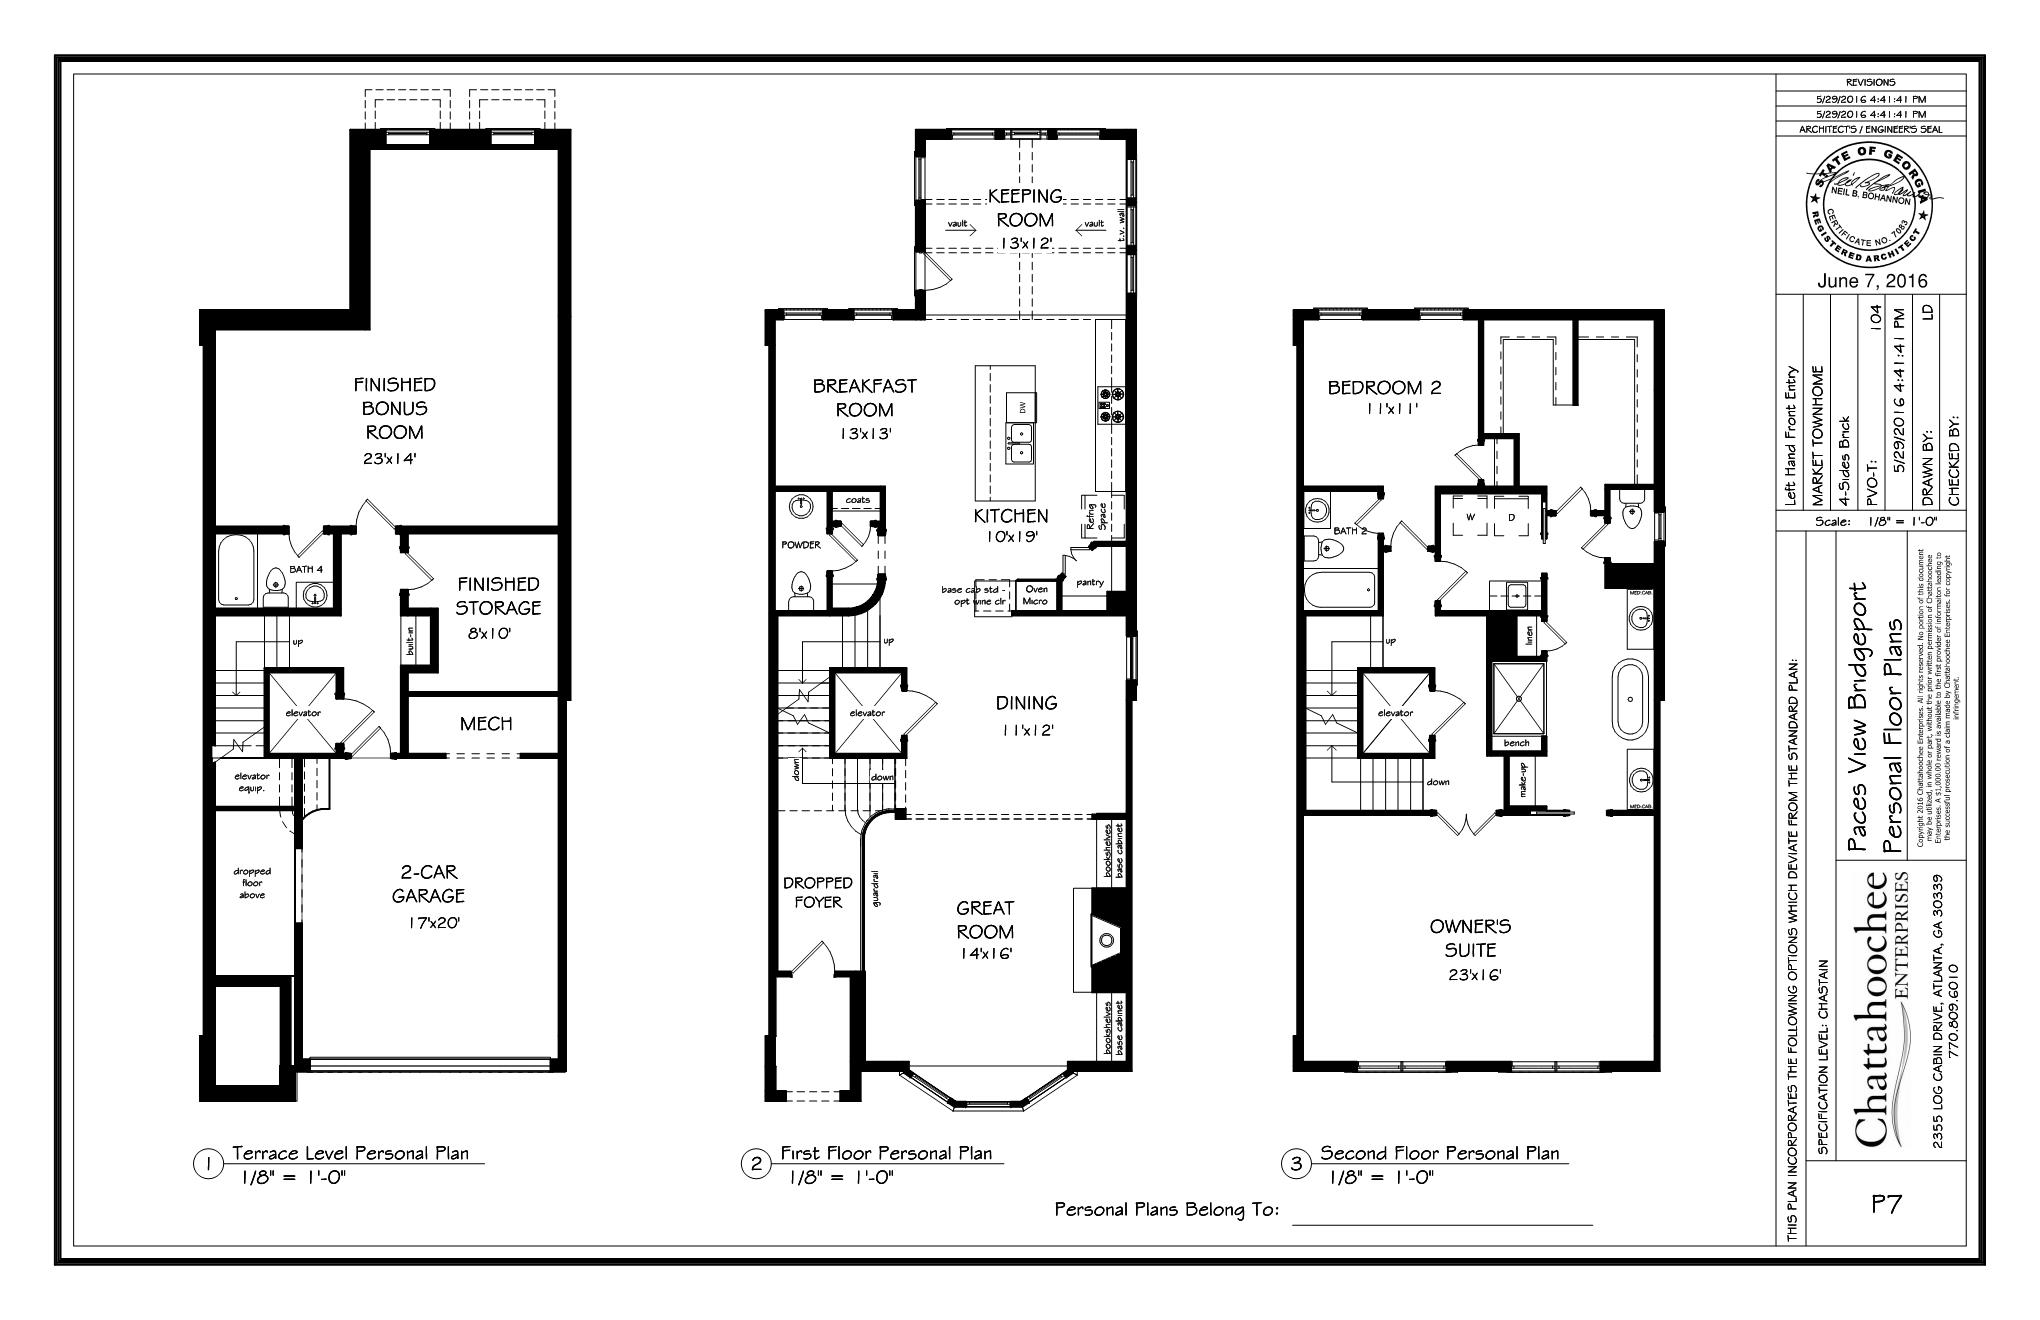 FINISHED
BONUS
ROOM
23'x14'
BATH 4
FINISHED
STORAGE
8'x10'
built-in
up
elevator
MECH
elevator
equip.
dropped
floor
above
2-CAR
GARAGE
17'x20'
1
Terrace Level Personal Plan
1/8" = 1'-0"
KEEPING
ROOM
13'x12'
vault
vault
t.v. wall
BREAKFAST
ROOM
13'x13'
DW
coats
POWDER
KITCHEN
10'x19'
Refrig
Space
pantry
base cab std -
opt wine clr
Oven
Micro
up
elevator
DINING
11'x12'
down
down
bookshelves
base cabinet
DROPPED
FOYER
guardrail
GREAT
ROOM
14'x16'
bookshelves
base cabinet
2
First Floor Personal Plan
1/8" = 1'-0"
BEDROOM 2
11'x11'
BATH 2
W
D
MED.CAB.
linen
up
elevator
bench
make-up
down
MED.CAB.
OWNER'S
SUITE
23'x16'
3
Second Floor Personal Plan
1/8" = 1'-0"
Personal Plans Belong To:
REVISIONS
5/29/2016 4:41:41 PM
5/29/2016 4:41:41 PM
ARCHITECT'S / ENGINEER'S SEAL
STATE OF GEORGIA
NEIL B. BOHANNON
CERTIFICATE NO. 7083
REGISTERED ARCHITECT
June 7, 2016
Left Hand Front Entry
MARKET TOWNHOME
4-Sides Brick
PVO-T: 104
5/29/2016 4:41:41 PM
DRAWN BY: LD
CHECKED BY:
Scale: 1/8" = 1'-0"
THIS PLAN INCORPORATES THE FOLLOWING OPTIONS WHICH DEVIATE FROM THE STANDARD PLAN:
SPECIFICATION LEVEL: CHASTAIN
Paces View Bridgeport
Personal Floor Plans
Copyright 2016 Chattahoochee Enterprises. All rights reserved. No portion of this document
may be utilized, in whole or part, without the prior written permission of Chattahoochee
Enterprises. A $1,000.00 reward is available to the first provider of informaiton leading to
the successful prosecution of a claim made by Chattahoochee Enterprises. for copyright
infringement.
Chattahoochee
ENTERPRISES
2355 LOG CABIN DRIVE, ATLANTA, GA 30339
770.809.6010
P7